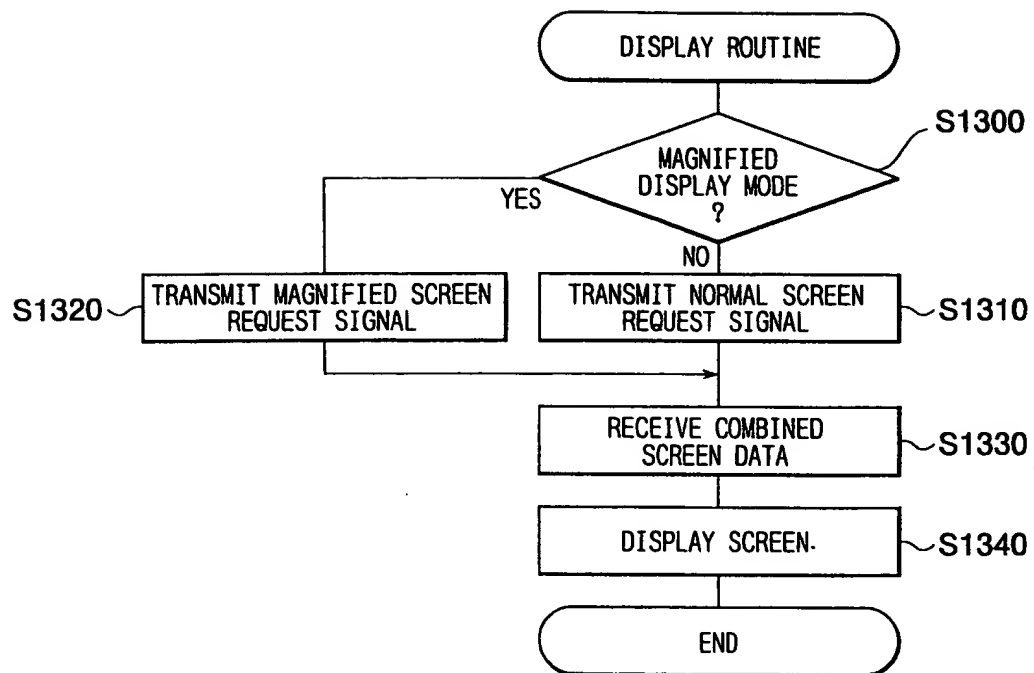 DISPLAY ROUTINE
S1300
MAGNIFIED
DISPLAY MODE
?
YES
NO
S1320
TRANSMIT MAGNIFIED SCREEN
REQUEST SIGNAL
TRANSMIT NORMAL SCREEN
REQUEST SIGNAL
S1310
RECEIVE COMBINED
SCREEN DATA
S1330
DISPLAY SCREEN
S1340
END